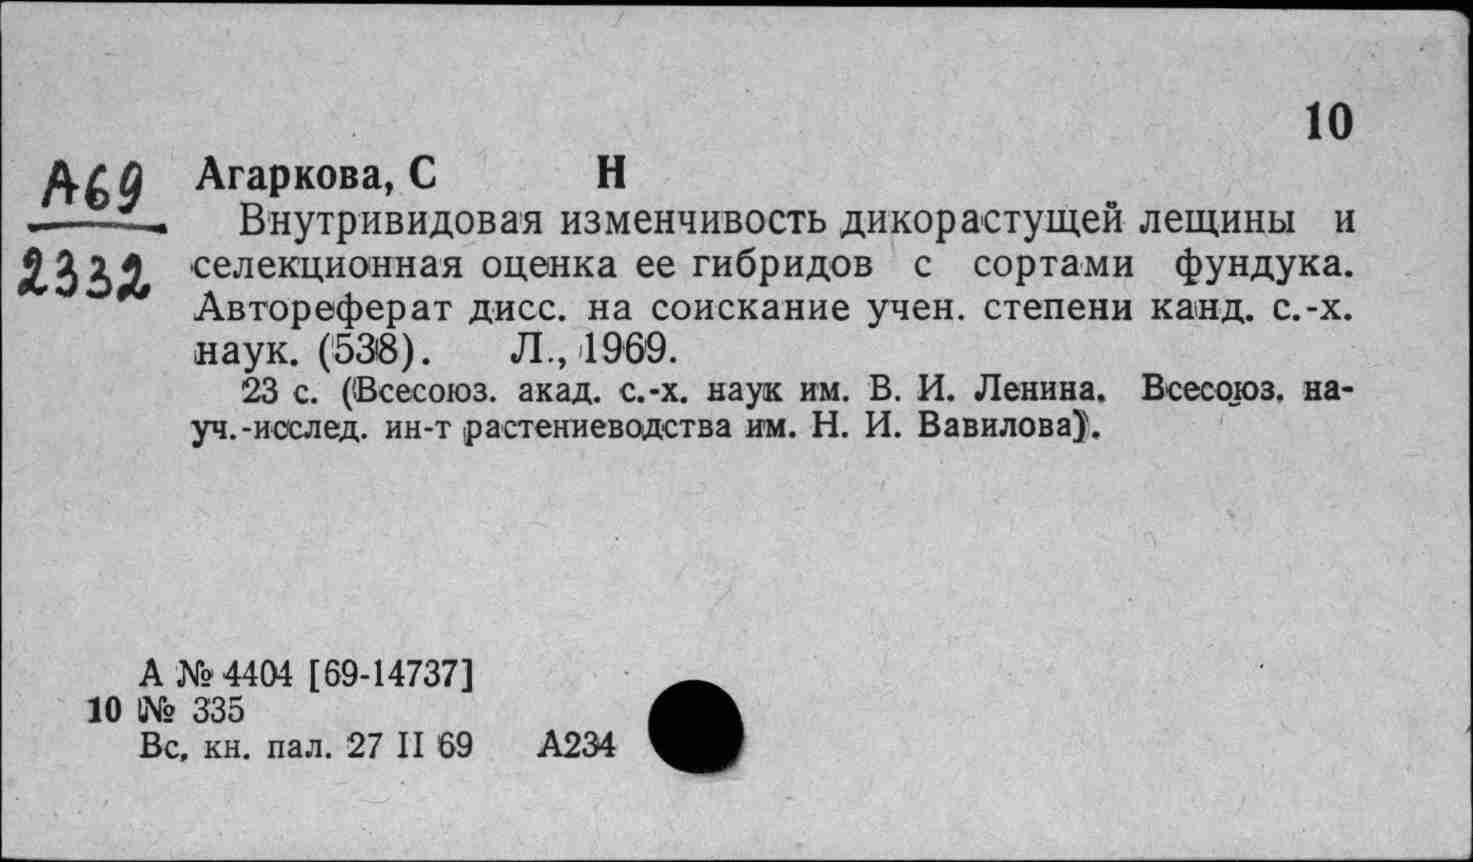 10
А69 Агаркова, С Н
Внутривидовая изменчивость дикорастущей лещины и
2332 селекционная оценка ее гибридов с сортами фундука.
Автореферат дисс. на соискание учен. степени канд. с.-х.
наук. (538). Л., 1969.
23 с. (Всесоюз. акад. с.-х. наук им. В. И. Ленина. Всесоюз. на-
уч.-исслед. ин-т растениеводства им. Н. И. Вавилова).
А № 4404 [69-14737]
10 № 335
Вс. кн. пал. 27 II 69 А234